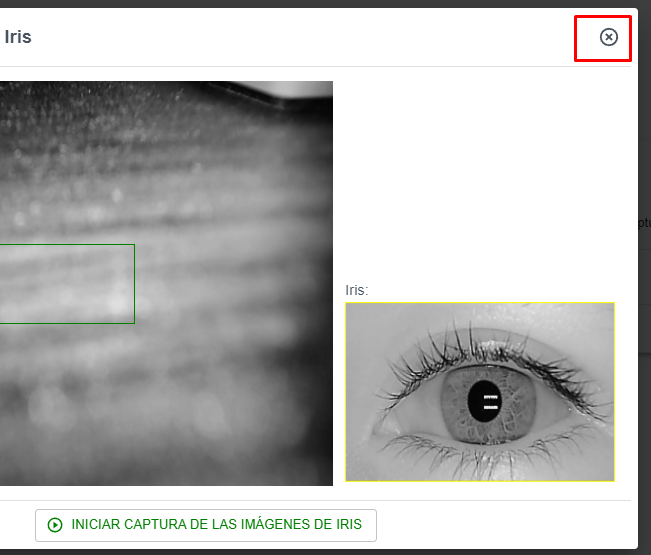 Iris
Iris:
INICIAR CAPTURA DE LAS IMÁGENES DE IRIS